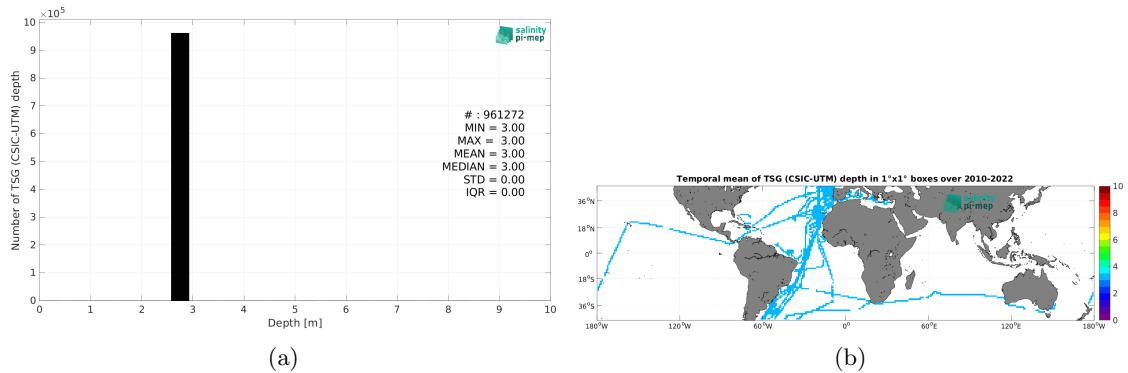 ×10⁵
10
9
8
7
6
5
4
3
2
1
0
Number of TSG (CSIC-UTM) depth
salinity
pi-mep
# : 961272
MIN = 3.00
MAX = 3.00
MEAN = 3.00
MEDIAN = 3.00
STD = 0.00
IQR = 0.00
0 1 2 3 4 5 6 7 8 9 10
Depth [m]
(a)
Temporal mean of TSG (CSIC-UTM) depth in 1°x1° boxes over 2010-2022
salinity
pi-mep
36°N
18°N
0°
18°S
36°S
180°W 120°W 60°W 0° 60°E 120°E 180°W
10
8
6
4
2
0
(b)